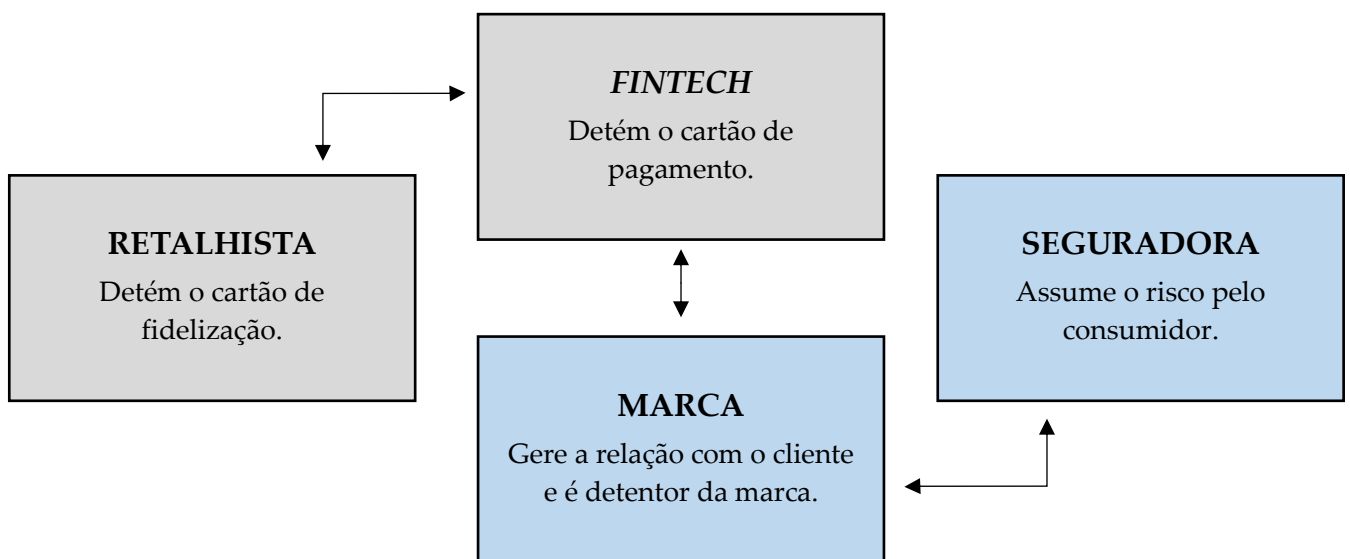 FINTECH
Detém o cartão de
pagamento.
RETALHISTA
Detém o cartão de
fidelização.
SEGURADORA
Assume o risco pelo
consumidor.
MARCA
Gere a relação com o cliente
e é detentor da marca.